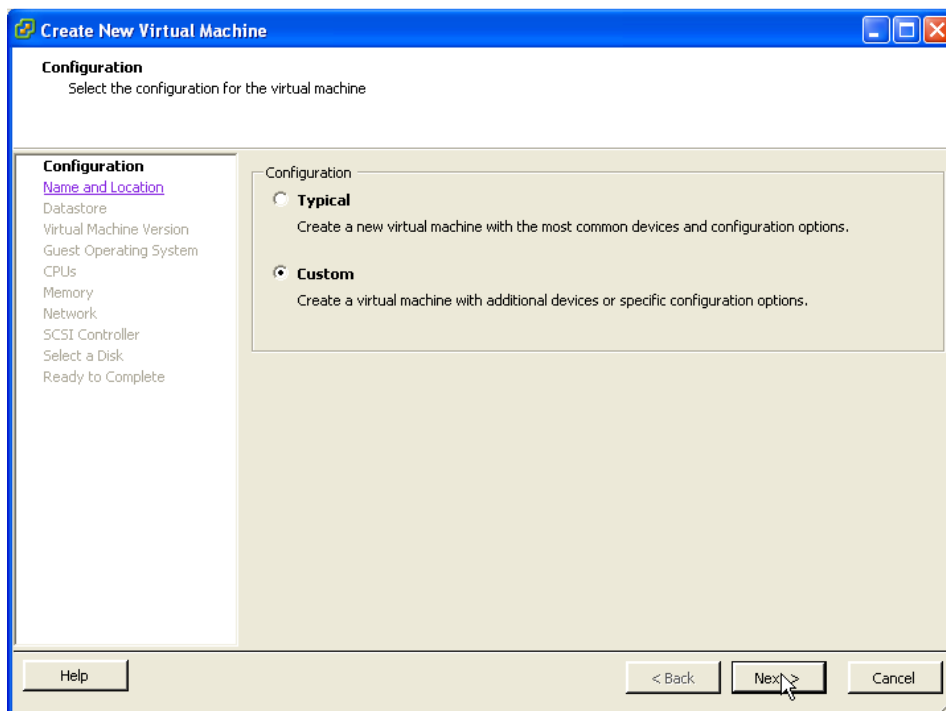 Create New Virtual Machine
Configuration
Select the configuration for the virtual machine
Configuration
Name and Location
Datastore
Virtual Machine Version
Guest Operating System
CPUs
Memory
Network
SCSI Controller
Select a Disk
Ready to Complete
Configuration
Typical
Create a new virtual machine with the most common devices and configuration options.
Custom
Create a virtual machine with additional devices or specific configuration options.
Help
< Back
Next >
Cancel